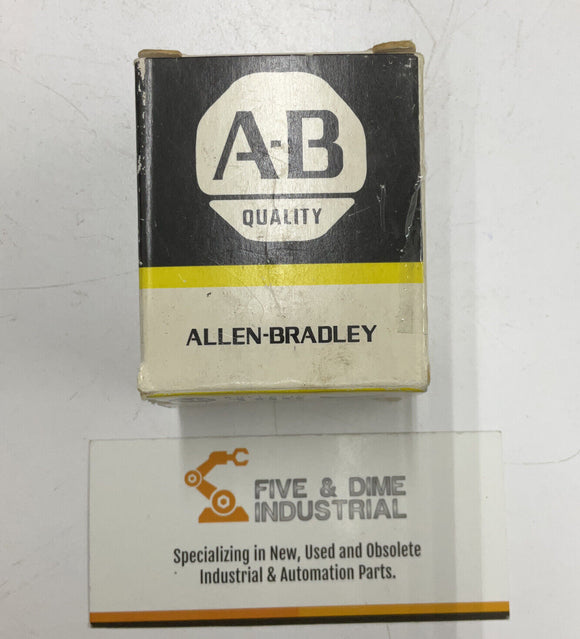 A-B
QUALITY
ALLEN-BRADLEY
FIVE & DIME
INDUSTRIAL
Specializing in New, Used and Obsolete
Industrial & Automation Parts.